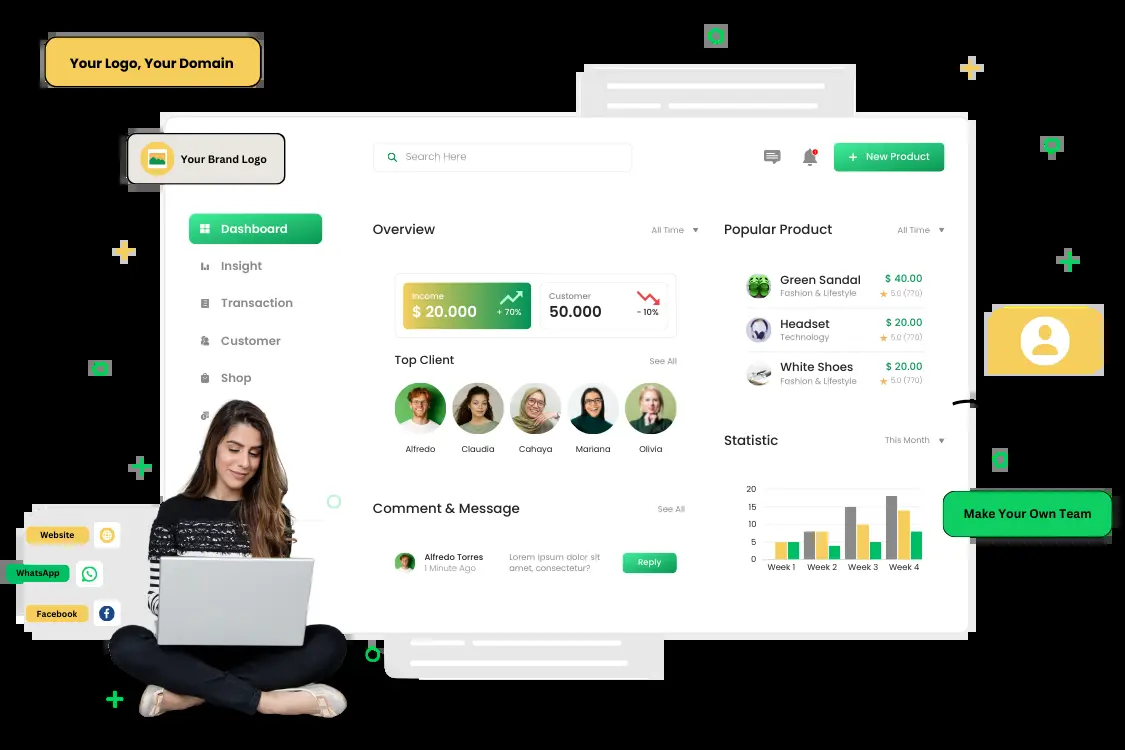 Your Logo, Your Domain
Your Brand Logo
Search Here
+ New Product
Dashboard
Insight
Transaction
Customer
Shop
Overview
All Time
Income
$ 20.000
+ 70%
Customer
50.000
- 10%
Top Client
See All
Alfredo
Claudia
Cahaya
Mariana
Olivia
Comment & Message
See All
Alfredo Torres
1 Minute Ago
Lorem ipsum dolor sit
amet, consectetur?
Reply
Popular Product
All Time
Green Sandal
Fashion & Lifestyle
$ 40.00
5.0 (770)
Headset
Technology
$ 20.00
5.0 (770)
White Shoes
Fashion & Lifestyle
$ 20.00
5.0 (770)
Statistic
This Month
20
15
10
5
0
Week 1
Week 2
Week 3
Week 4
Make Your Own Team
Website
WhatsApp
Facebook